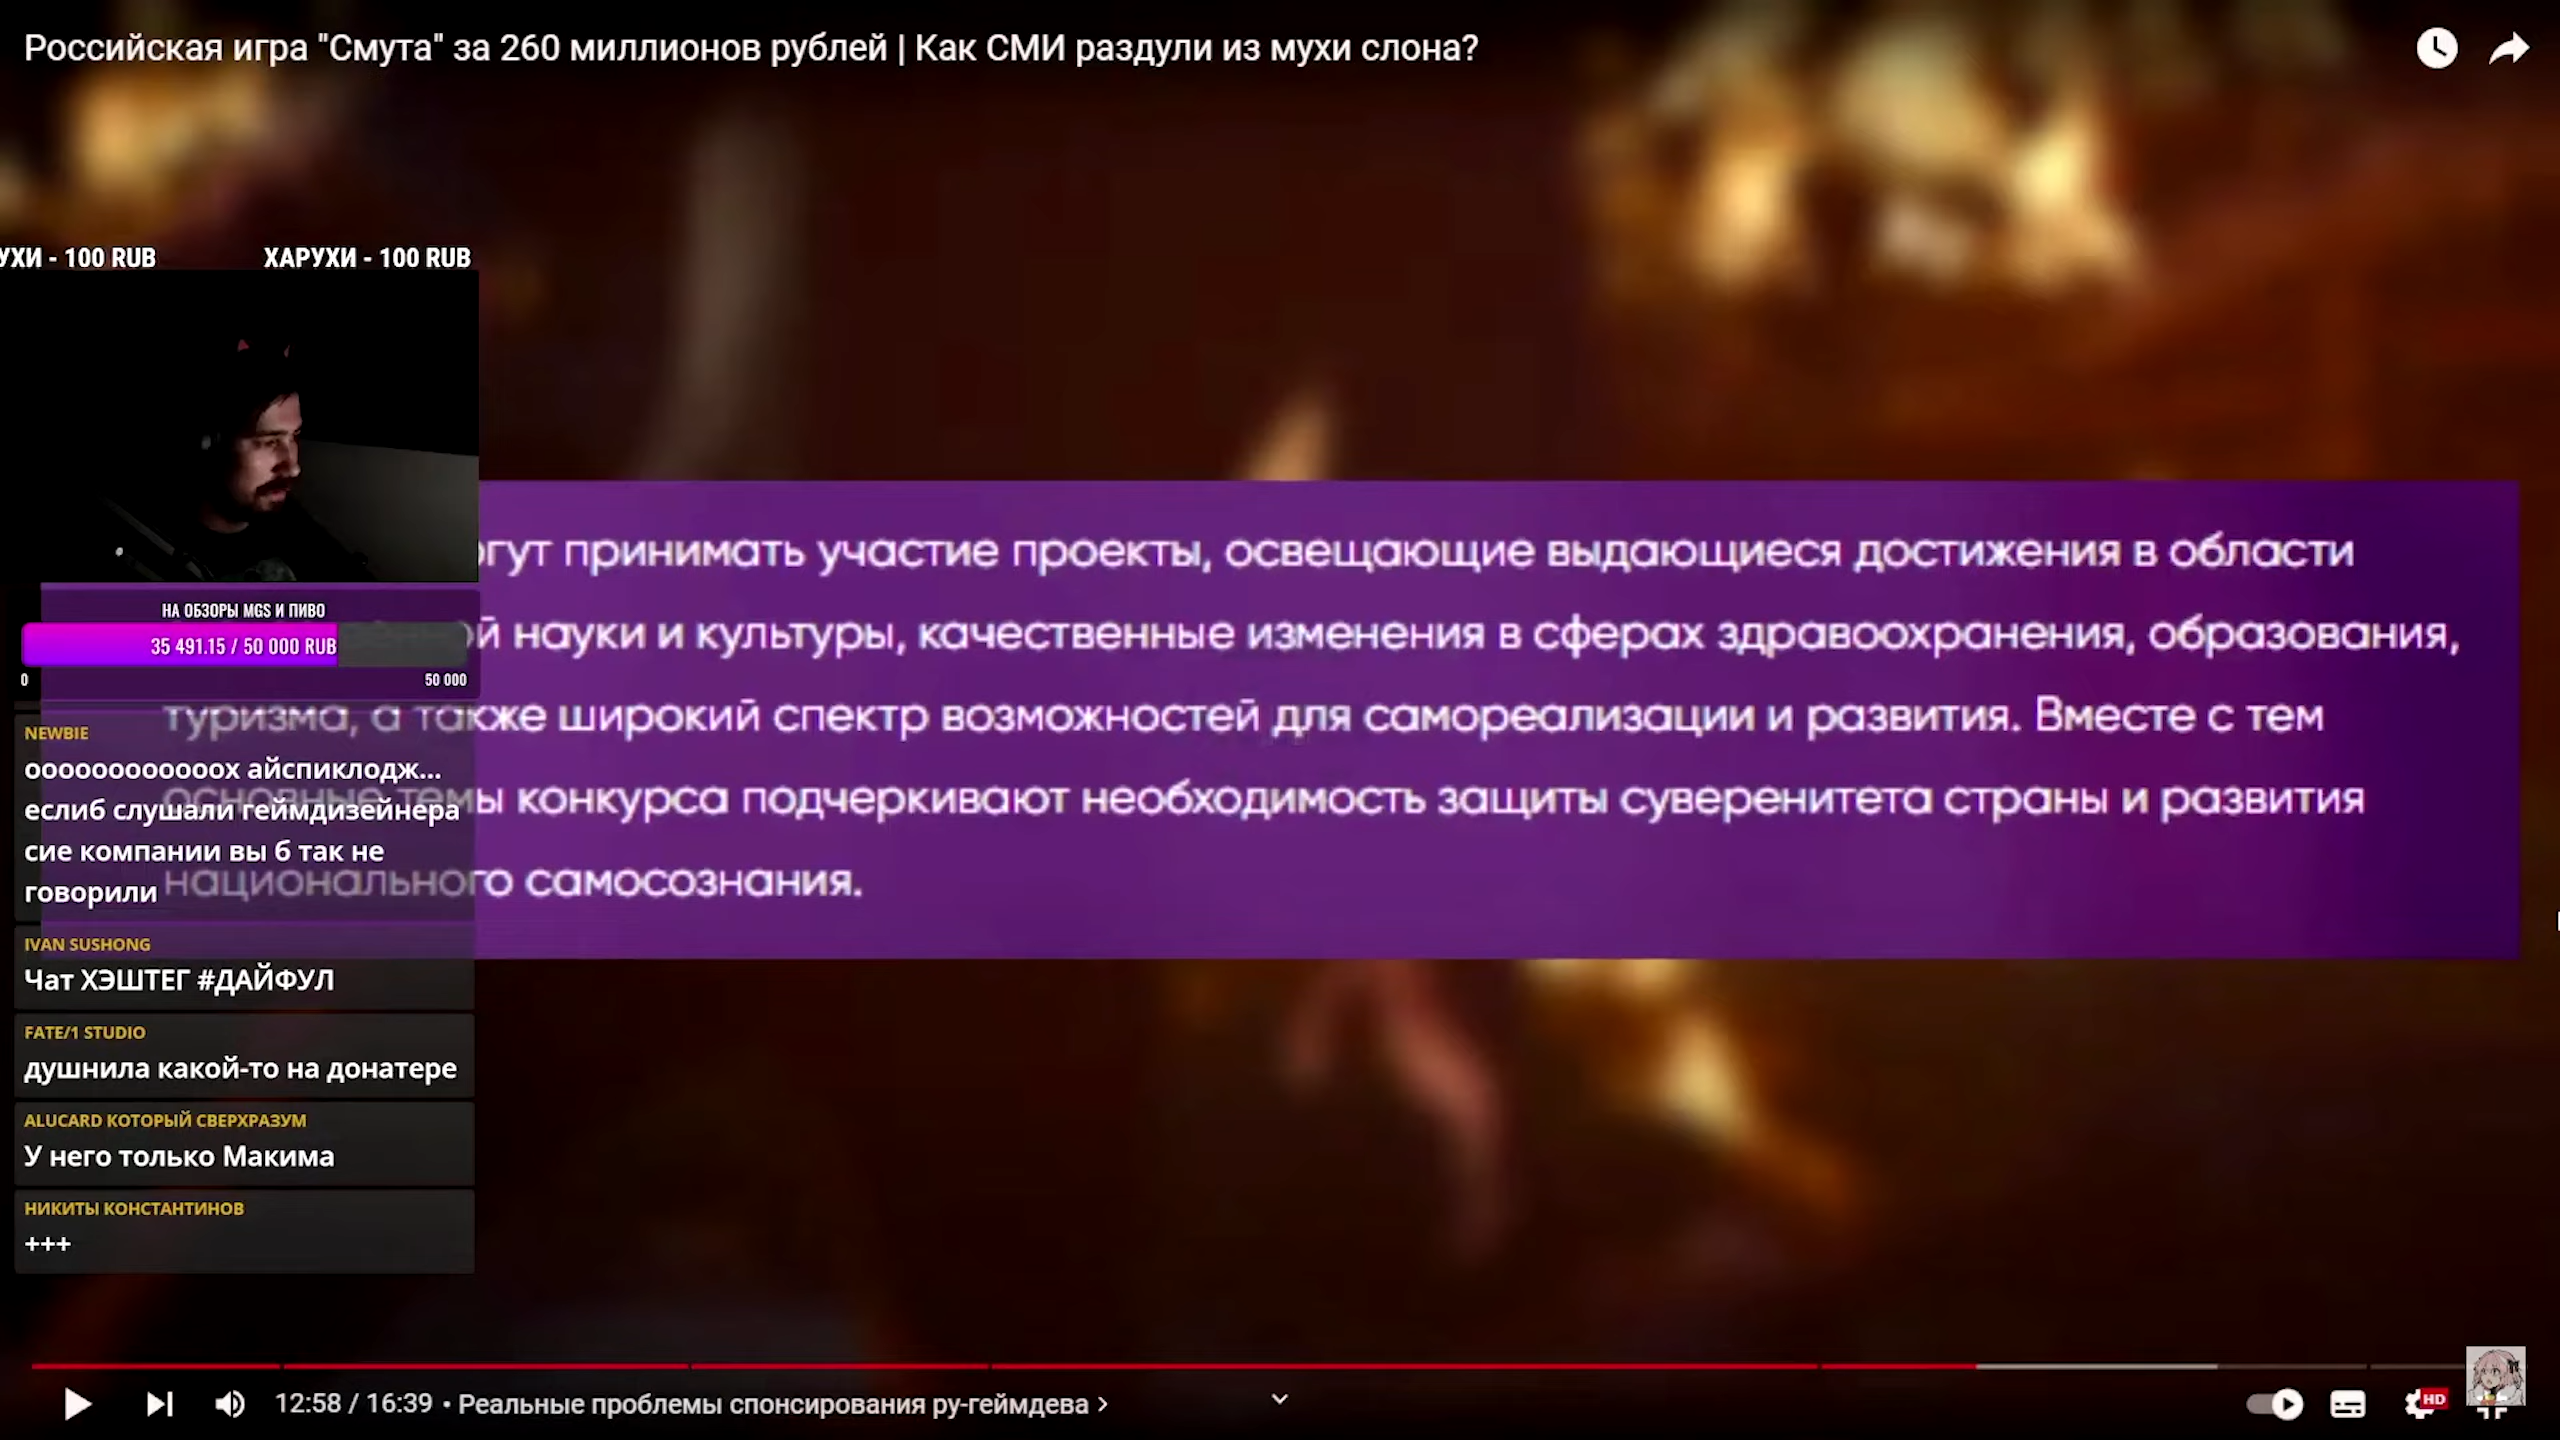 Российская игра "Смута" за 260 миллионов рублей | Как СМИ раздули из мухи слона?
УХИ - 100 RUB ХАРУХИ - 100 RUB
огут принимать участие проекты, освещающие выдающиеся достижения в области
й науки и культуры, качественные изменения в сферах здравоохранения, образования,
туризма, а также широкий спектр возможностей для самореализации и развития. Вместе с тем
основные темы конкурса подчеркивают необходимость защиты суверенитета страны и развития
национального самосознания.
НА ОБЗОРЫ MGS И ПИВО
35 491.15 / 50 000 RUB
0 50 000
NEWBIE
оооооооооооох айспиклодж...
еслиб слушали геймдизейнера
сие компании вы б так не
говорили
IVAN SUSHONG
Чат ХЭШТЕГ #ДАЙФУЛ
FATE/1 STUDIO
душнила какой-то на донатере
ALUCARD КОТОРЫЙ СВЕРХРАЗУМ
У него только Макима
НИКИТЫ КОНСТАНТИНОВ
+++
12:58 / 16:39 • Реальные проблемы спонсирования ру-геймдева >
HD